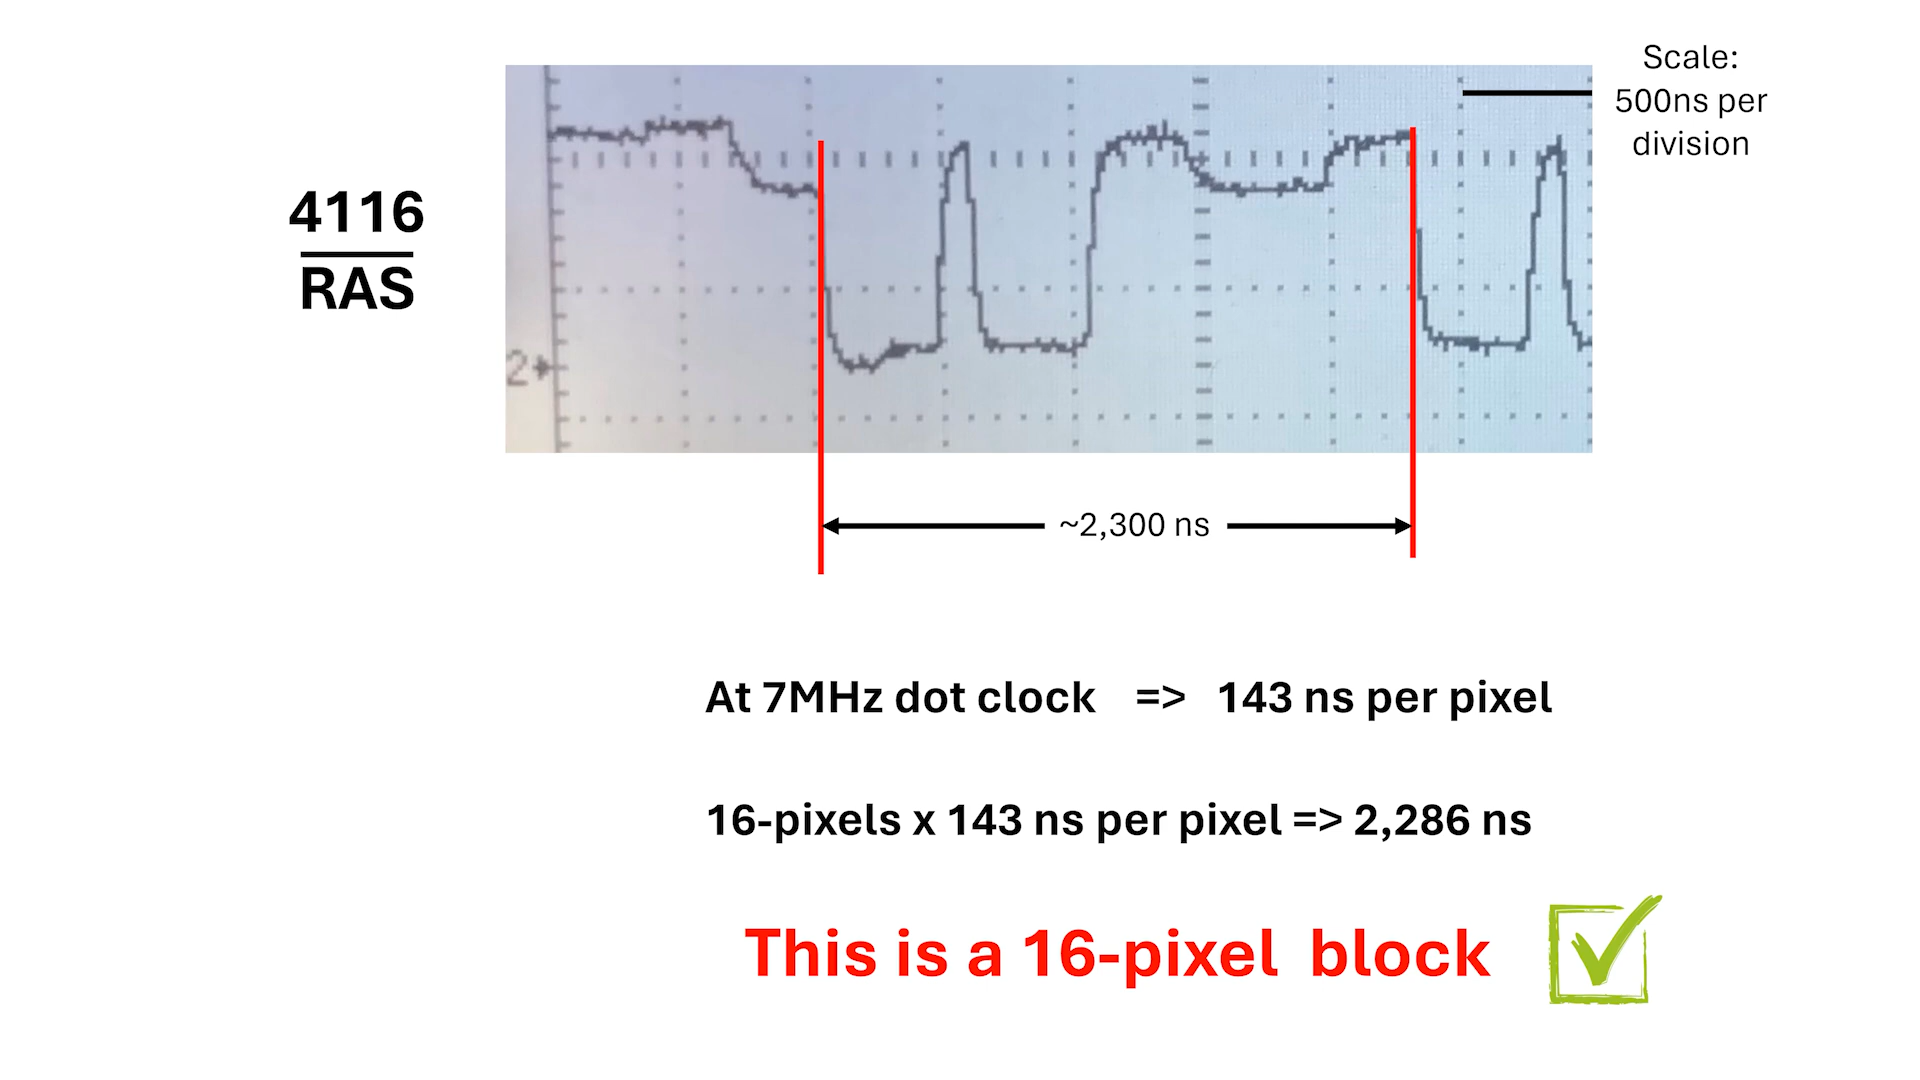 Scale:
500ns per
division
4116
RAS
2
~2,300 ns
At 7MHz dot clock => 143 ns per pixel
16-pixels x 143 ns per pixel => 2,286 ns
This is a 16-pixel block